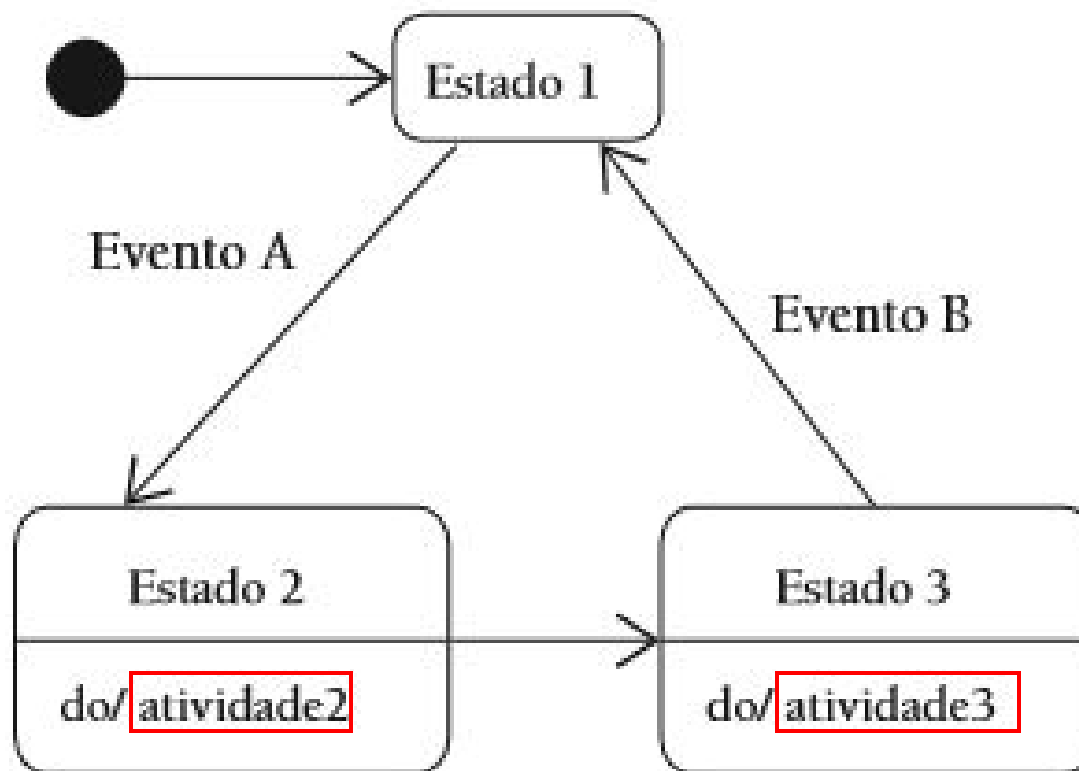 Estado 1
Evento A
Evento B
Estado 2
do/ atividade2
Estado 3
do/ atividade3